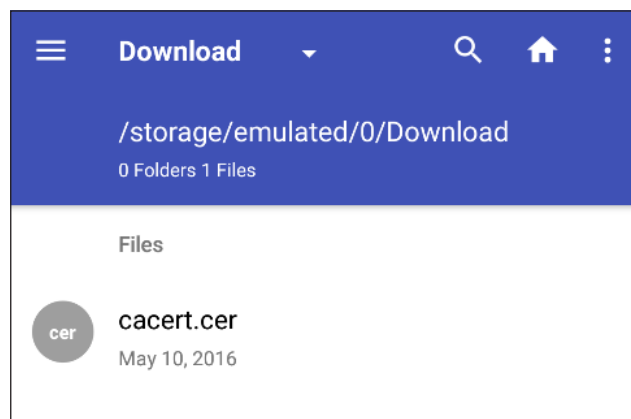 Download
/storage/emulated/0/Download
0 Folders 1 Files
Files
cer
cacert.cer
May 10, 2016